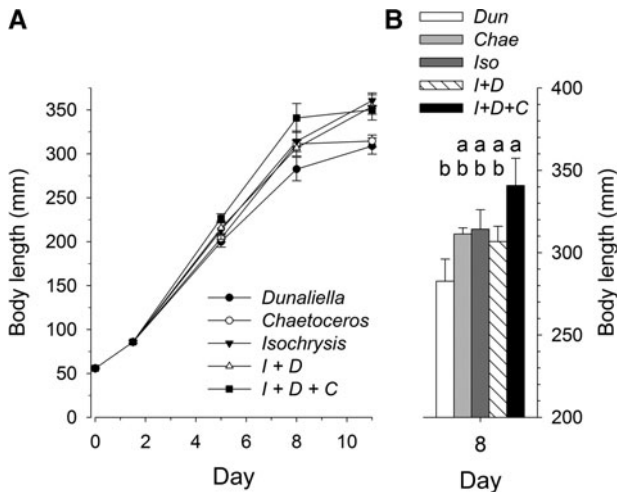 A
Body length (mm)
350
300
250
200
150
100
50
0
0
2
4
6
8
10
Day
Dunaliella
Chaetoceros
Isochrysis
I + D
I + D + C
B
Dun
Chae
Iso
I+D
I+D+C
a a a a
b b b b
400
350
300
250
200
Body length (mm)
8
Day